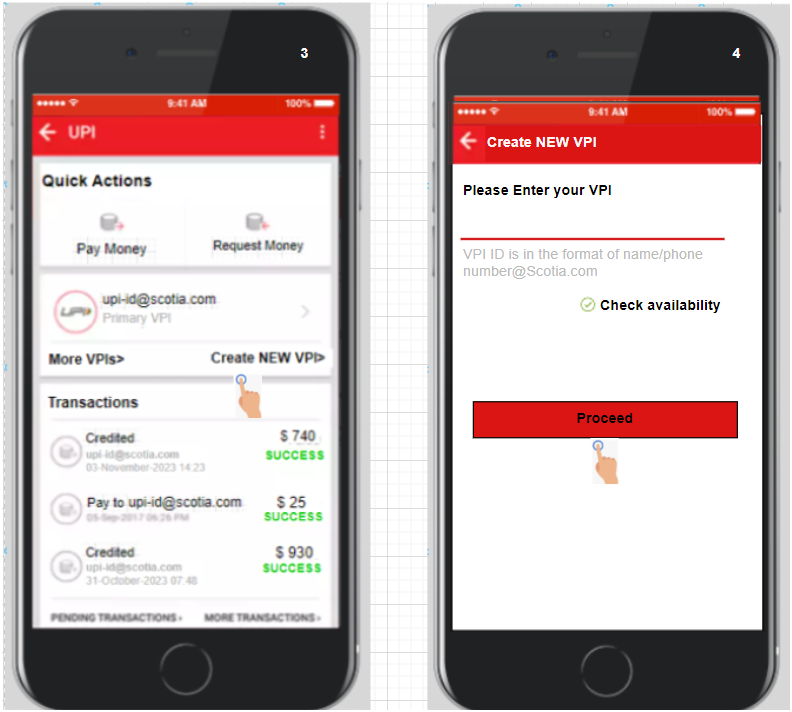 3
9:41 AM 100%
UPI
Quick Actions
Pay Money Request Money
upi-id@scotia.com
UPI
Primary VPI
More VPIs> Create NEW VPI>
Transactions
Credited $ 740
upi-id@scotia.com SUCCESS
03-November-2023 14:23
Pay to upi-id@scotia.com $ 25
05-Sep-2017 06:26 PM SUCCESS
Credited $ 930
upi-id@scotia.com SUCCESS
31-October-2023 07:48
PENDING TRANSACTIONS › MORE TRANSACTIONS ›
4
9:41 AM 100%
Create NEW VPI
Please Enter your VPI
VPI ID is in the format of name/phone
number@Scotia.com
Check availability
Proceed